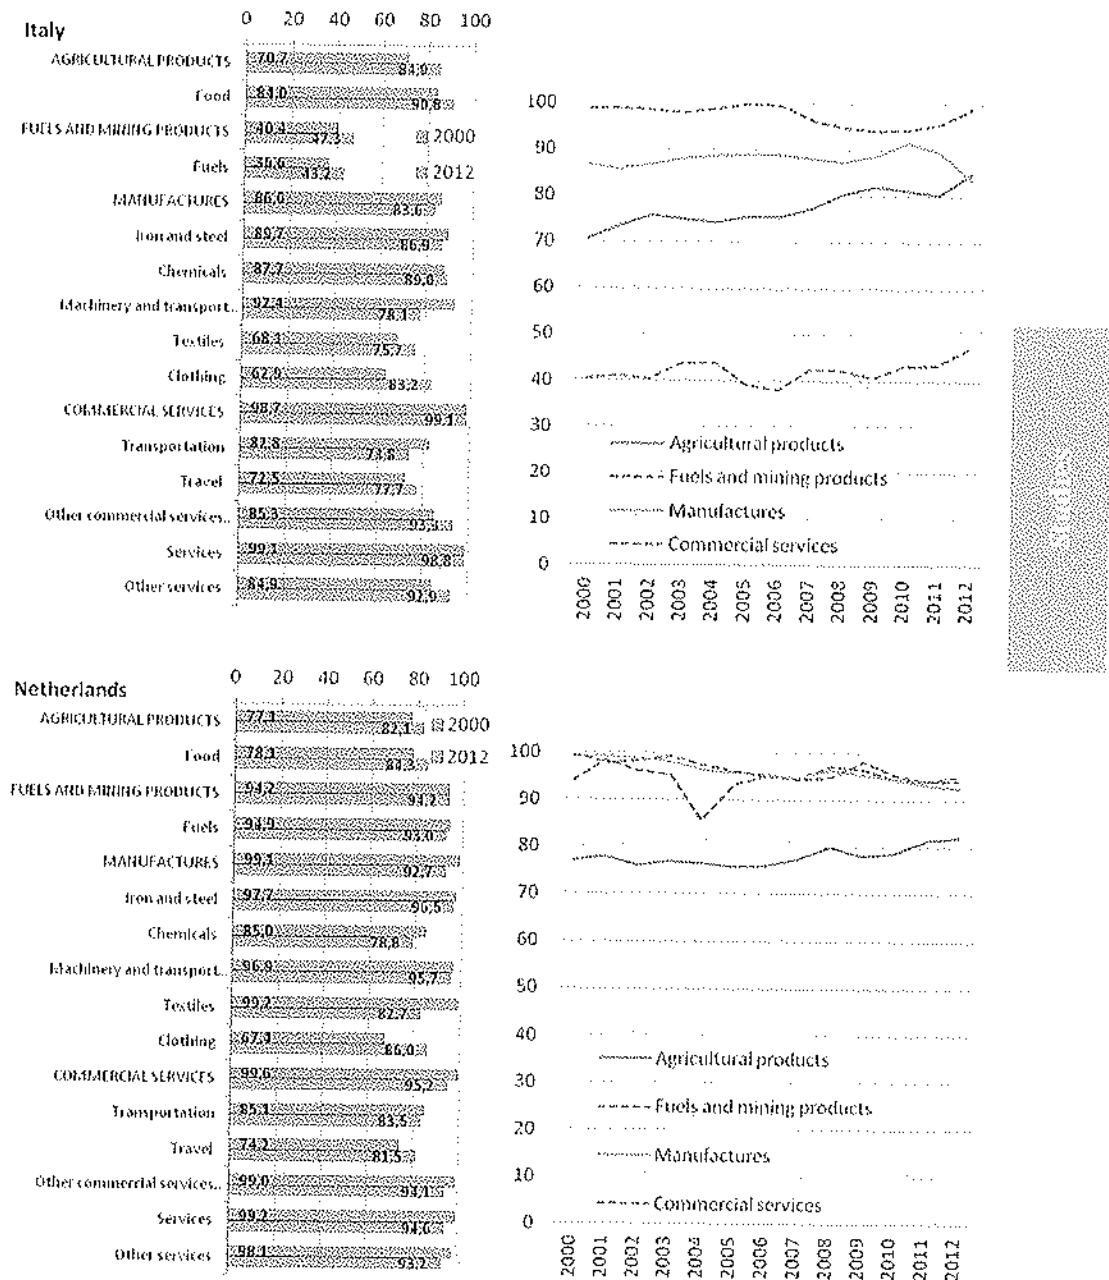 Italy
0 20 40 60 80 100
AGRICULTURAL PRODUCTS 70,7 84,9
Food 84,0 90,8
FUELS AND MINING PRODUCTS 40,4 47,3
Fuels 36,6 43,2
MANUFACTURES 86,6 83,6
Iron and steel 89,7 86,9
Chemicals 87,7 89,0
Machinery and transport.. 92,4 78,1
Textiles 68,1 75,7
Clothing 62,9 83,2
COMMERCIAL SERVICES 98,7 99,1
Transportation 82,8 73,8
Travel 72,5 77,7
Other commercial services.. 85,3 93,3
Services 99,1 98,8
Other services 84,9 92,0
2000
2012
100
90
80
70
60
50
40
30
20
10
0
Agricultural products
Fuels and mining products
Manufactures
Commercial services
2000 2001 2002 2003 2004 2005 2006 2007 2008 2009 2010 2011 2012
Netherlands
0 20 40 60 80 100
AGRICULTURAL PRODUCTS 77,1 82,1
Food 78,1 84,3
FUELS AND MINING PRODUCTS 94,2 94,2
Fuels 94,9 93,0
MANUFACTURES 99,1 92,7
Iron and steel 97,7 96,5
Chemicals 85,0 78,8
Machinery and transport.. 96,9 95,7
Textiles 99,2 82,7
Clothing 67,4 86,0
COMMERCIAL SERVICES 99,6 95,2
Transportation 85,1 83,5
Travel 74,2 81,5
Other commercial services.. 99,0 94,1
Services 99,2 94,6
Other services 98,1 93,2
2000
2012
100
90
80
70
60
50
40
30
20
10
0
Agricultural products
Fuels and mining products
Manufactures
Commercial services
2000 2001 2002 2003 2004 2005 2006 2007 2008 2009 2010 2011 2012